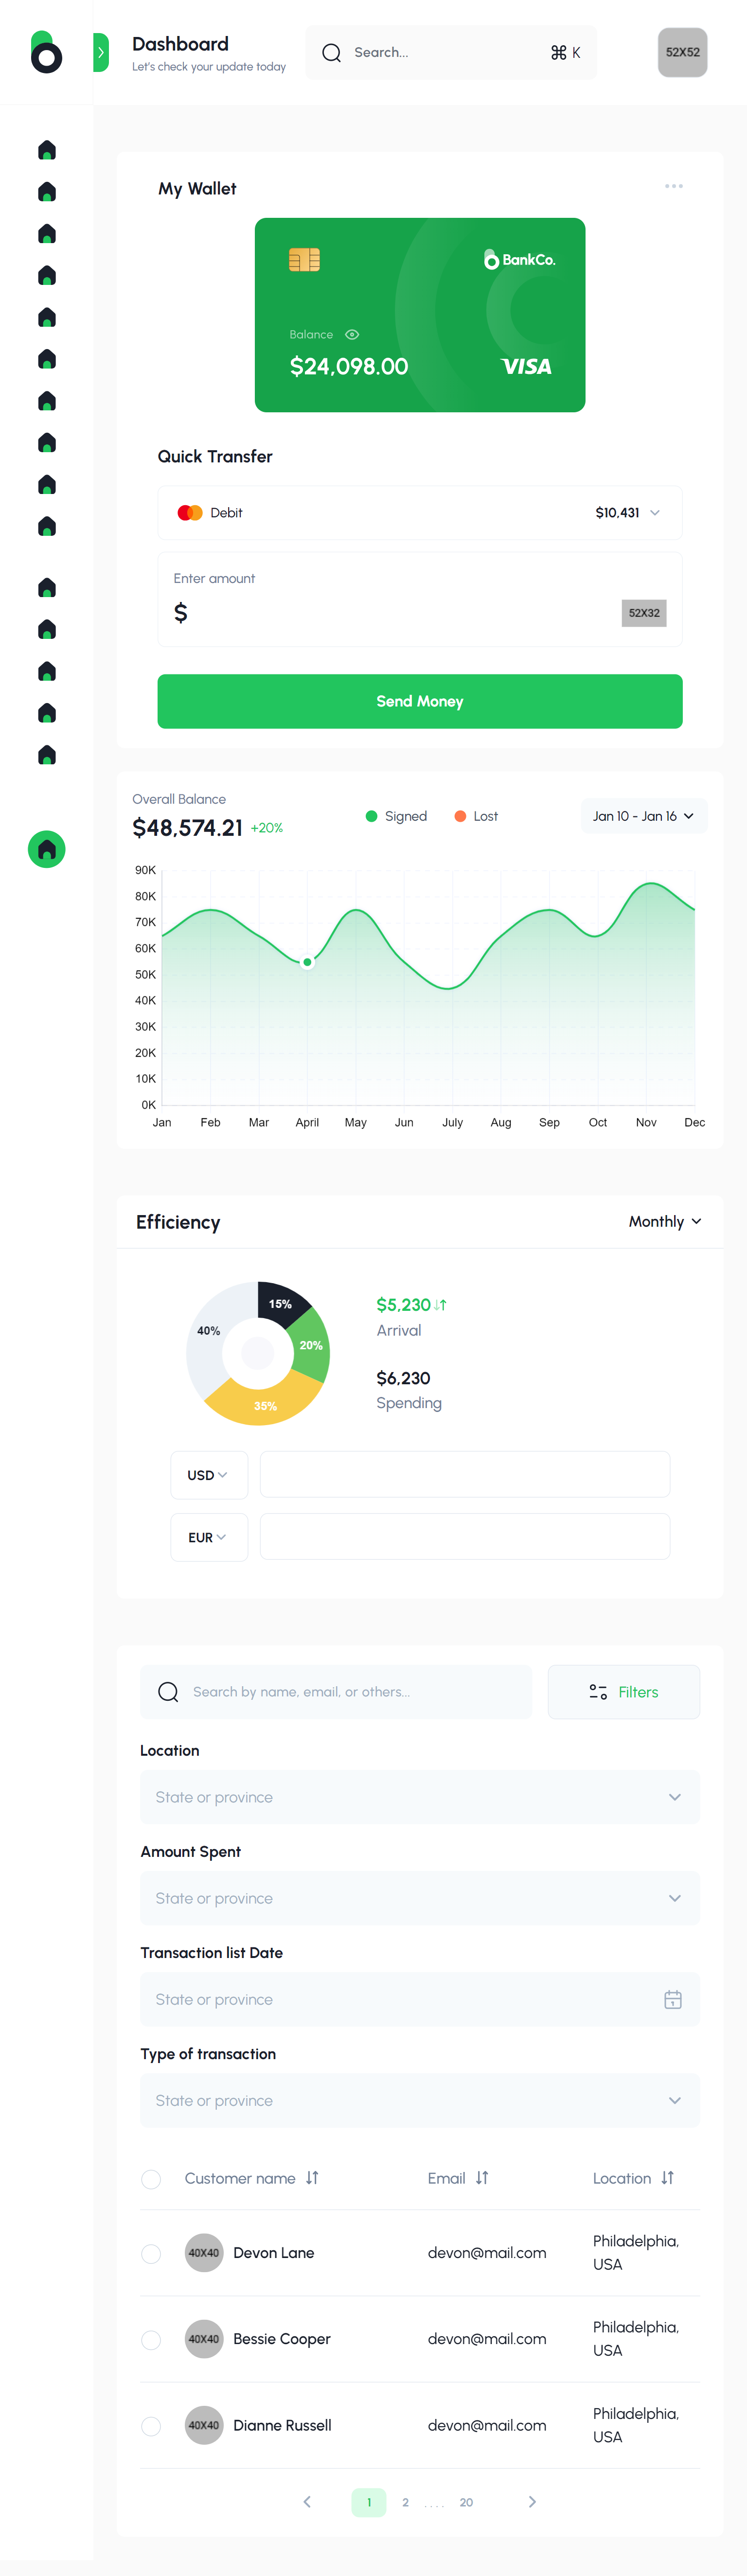 Dashboard
Let's check your update today
Search...
⌘ K
52X52
My Wallet
BankCo.
Balance
$24,098.00
VISA
Quick Transfer
Debit
$10,431
Enter amount
$
52X32
Send Money
Overall Balance
$48,574.21 +20%
Signed
Lost
Jan 10 - Jan 16
90K
80K
70K
60K
50K
40K
30K
20K
10K
0K
Jan Feb Mar April May Jun July Aug Sep Oct Nov Dec
Efficiency
Monthly
15%
20%
35%
40%
$5,230
Arrival
$6,230
Spending
USD
EUR
Search by name, email, or others...
Filters
Location
State or province
Amount Spent
State or province
Transaction list Date
State or province
Type of transaction
State or province
Customer name Email Location
40X40 Devon Lane devon@mail.com Philadelphia,
USA
40X40 Bessie Cooper devon@mail.com Philadelphia,
USA
40X40 Dianne Russell devon@mail.com Philadelphia,
USA
1 2 .... 20